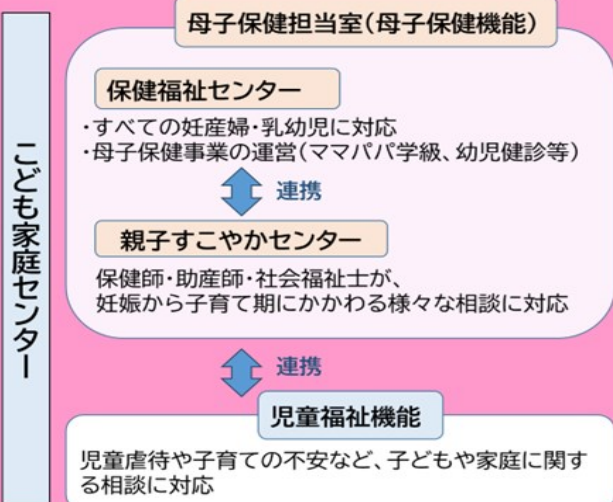 こども家庭センター
母子保健担当室(母子保健機能)
保健福祉センター
・すべての妊産婦・乳幼児に対応
・母子保健事業の運営(ママパパ学級、幼児健診等)
連携
親子すこやかセンター
保健師・助産師・社会福祉士が、
妊娠から子育て期にかかわる様々な相談に対応
連携
児童福祉機能
児童虐待や子育ての不安など、子どもや家庭に関す
る相談に対応